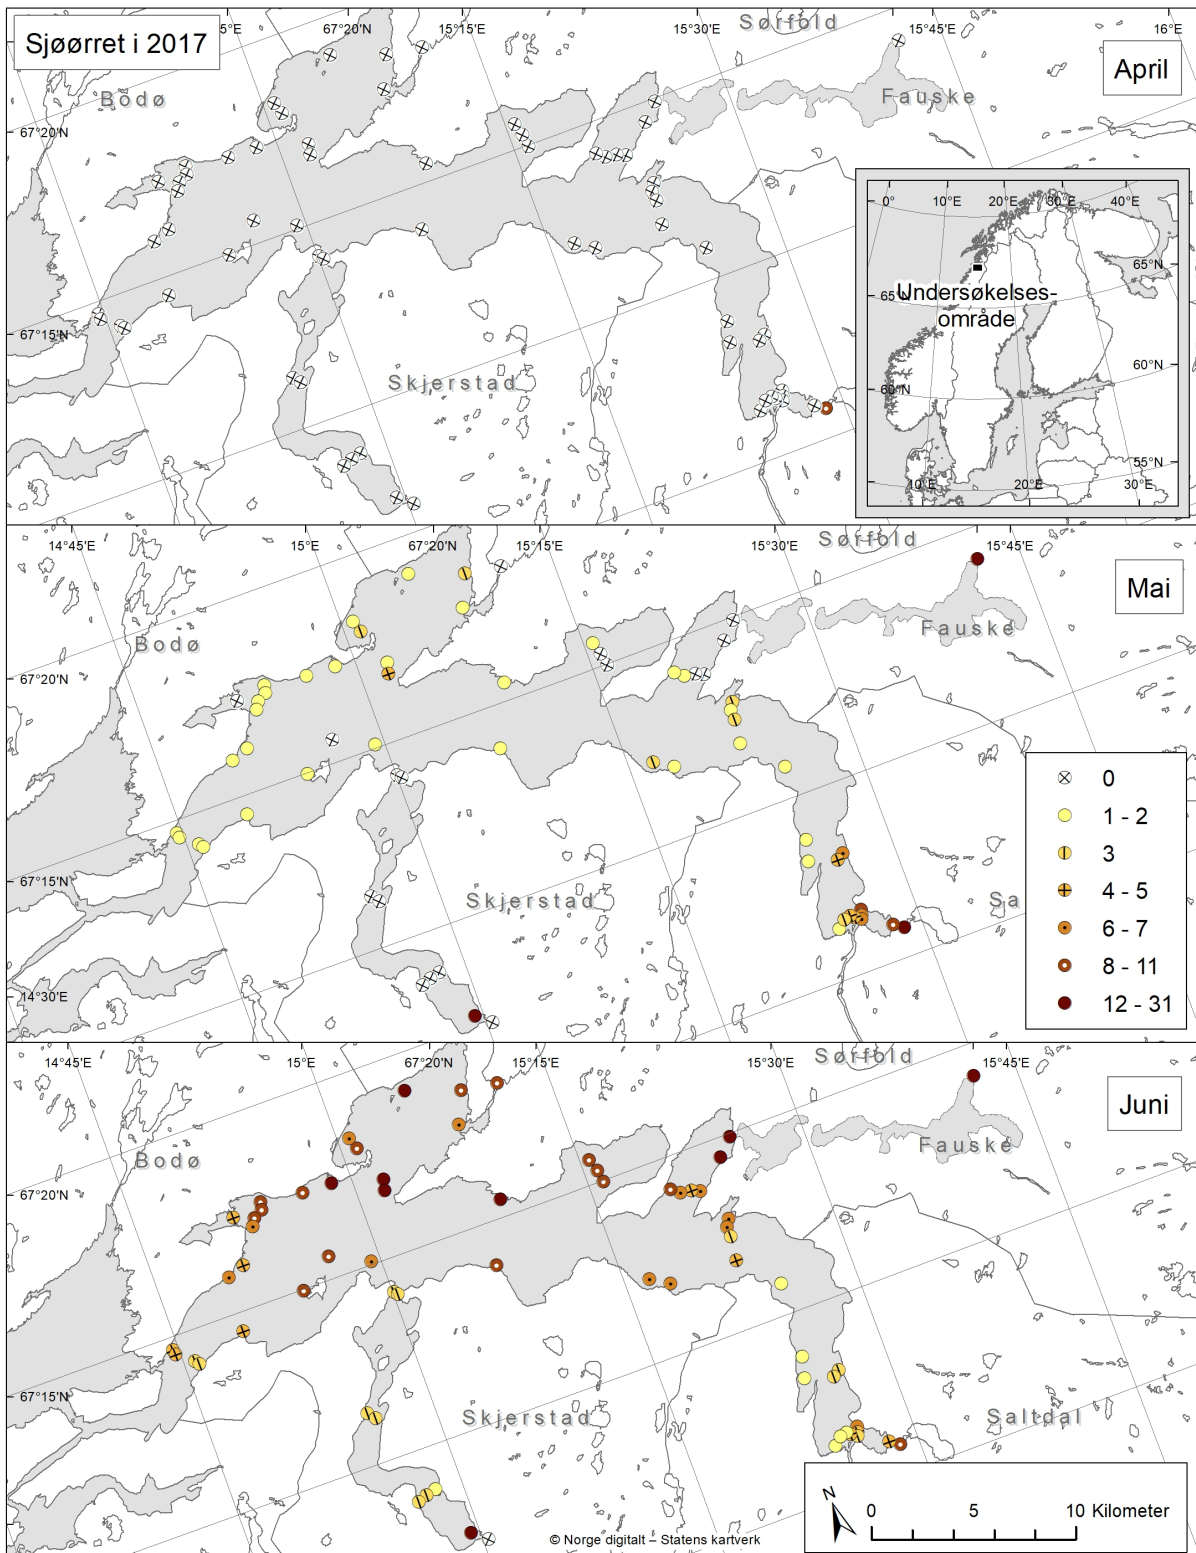 Sjøørret i 2017
5°E
67°20'N
15°15'E
15°30'E
Sørfold
15°45'E
16°E
April
Bodø
Fauske
67°20'N
67°15'N
Skjerstad
0°
10°E
20°E
30°E
40°E
65°N
65°N
Undersøkelses-
område
60°N
60°N
55°N
10°E
20°E
30°E
14°45'E
15°E
67°20'N
15°15'E
15°30'E
Sørfold
15°45'E
Mai
Bodø
Fauske
67°20'N
67°15'N
Skjerstad
Sa
14°30'E
0
1 - 2
3
4 - 5
6 - 7
8 - 11
12 - 31
14°45'E
15°E
67°20'N
15°15'E
15°30'E
Sørfold
15°45'E
Juni
Bodø
Fauske
67°20'N
67°15'N
Skjerstad
Saltdal
N
0 5 10 Kilometer
© Norge digitalt – Statens kartverk